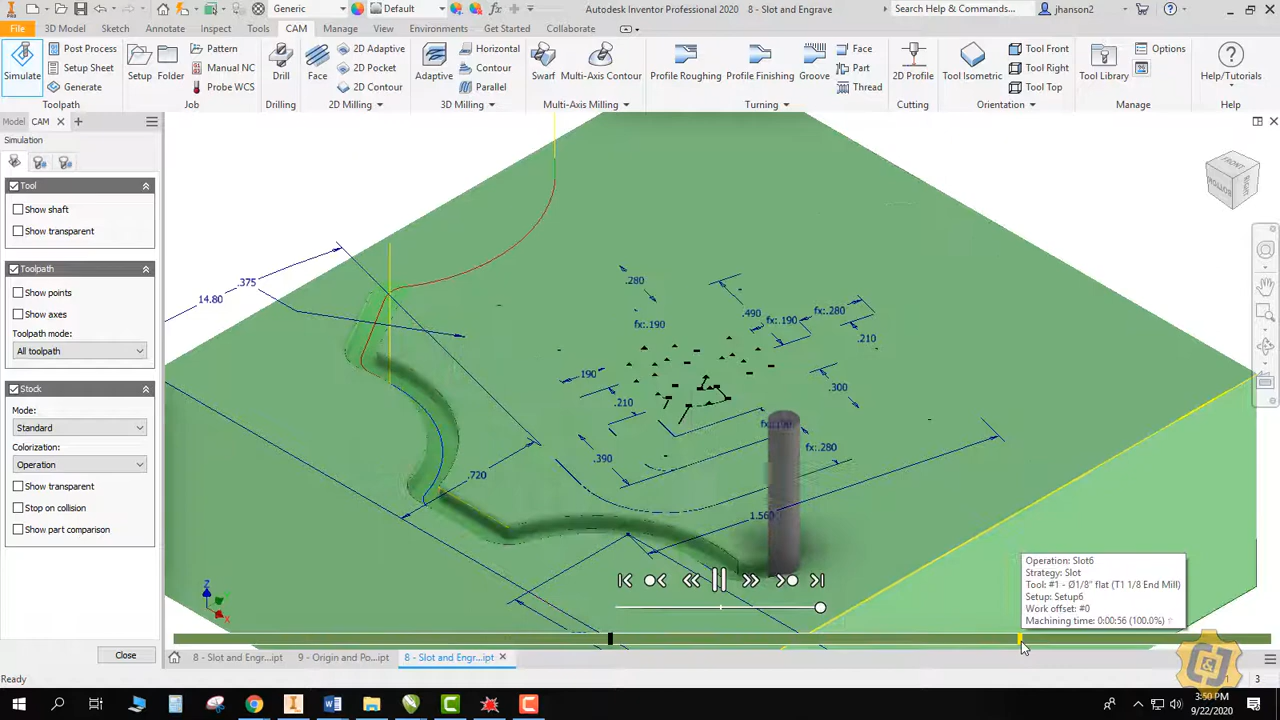 Generic
Default
Autodesk Inventor Professional 2020  8 - Slot and Engrave
Search Help & Commands...
jhanson2
File
3D Model
Sketch
Annotate
Inspect
Tools
CAM
Manage
View
Environments
Get Started
Collaborate
Simulate
Post Process
Setup Sheet
Generate
Toolpath
Setup
Folder
Pattern
Manual NC
Probe WCS
Job
Drill
Drilling
Face
2D Adaptive
2D Pocket
2D Contour
2D Milling
Adaptive
Horizontal
Contour
Parallel
3D Milling
Swarf
Multi-Axis Contour
Multi-Axis Milling
Profile Roughing
Profile Finishing
Groove
Face
Part
Thread
Turning
2D Profile
Cutting
Tool Isometric
Tool Front
Tool Right
Tool Top
Orientation
Tool Library
Options
Manage
Help/Tutorials
Help
Model
CAM
Simulation
Tool
Show shaft
Show transparent
Toolpath
Show points
Show axes
Toolpath mode:
All toolpath
Stock
Mode:
Standard
Colorization:
Operation
Show transparent
Stop on collision
Show part comparison
Close
FRONT
BOTTOM
.375
14.80
.280
fx:.190
.490
fx:.190
fx:.280
.210
.190
.210
.300
.390
fx:.280
.720
1.560
Z
X
Operation: Slot6
Strategy: Slot
Tool: #1 - Ø1/8" flat (T1 1/8 End Mill)
Setup: Setup6
Work offset: #0
Machining time: 0:00:56 (100.0%)
8 - Slot and Engr...ipt
9 - Origin and Po...ipt
8 - Slot and Engr...ipt
Ready
1
3
3:50 PM
9/22/2020